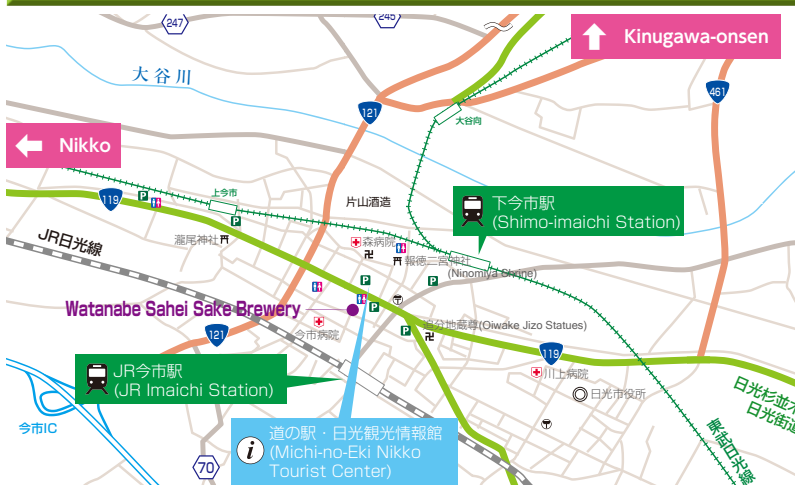 247
245
Kinugawa-onsen
大谷川
461
121
大谷向
Nikko
119
上今市
片山酒造
下今市駅
(Shimo-imaichi Station)
P
P
瀧尾神社
JR日光線
森病院
報徳二宮神社
(Ninomiya Shrine)
P
P
Watanabe Sahei Sake Brewery
P
121
今市病院
P
追分地蔵尊(Oiwake Jizo Statues)
119
JR今市駅
(JR Imaichi Station)
川上病院
日光市役所
日光杉並木
日光街道
今市IC
道の駅・日光観光情報館
(Michi-no-Eki Nikko
Tourist Center)
i
東武日光線
70